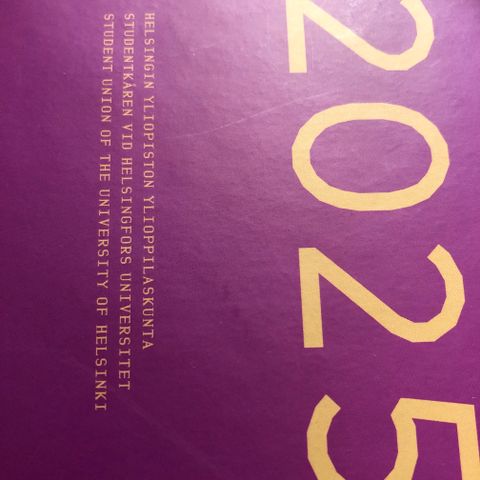 2025
HELSINGIN YLIOPISTON YLIOPPILASKUNTA
STUDENTKÅREN VID HELSINGFORS UNIVERSITET
STUDENT UNION OF THE UNIVERSITY OF HELSINKI